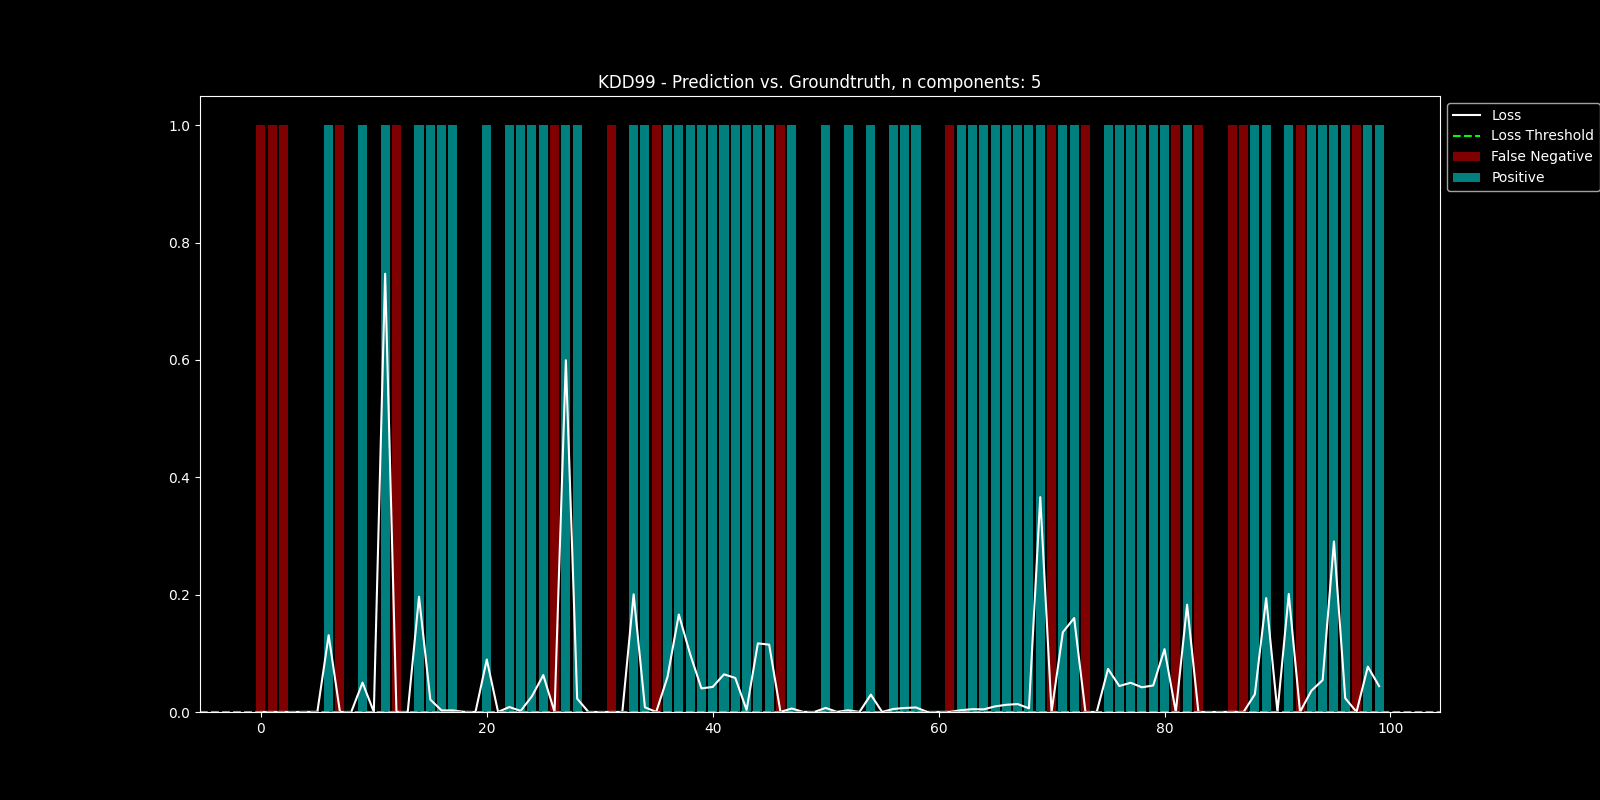 KDD99 - Prediction vs. Groundtruth, n components: 5
Loss
Loss Threshold
False Negative
Positive
1.0
0.8
0.6
0.4
0.2
0.0
0 20 40 60 80 100